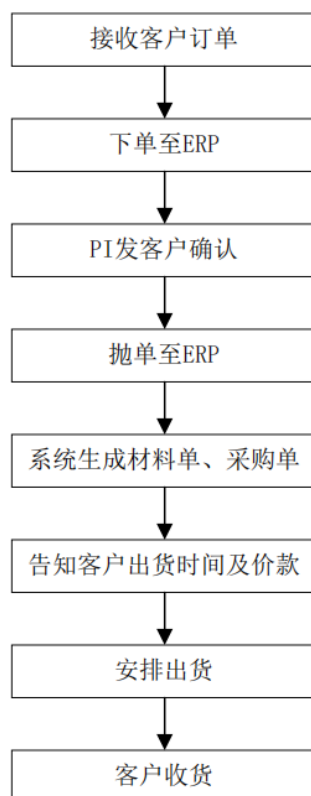 接收客户订单
下单至ERP
PI发客户确认
抛单至ERP
系统生成材料单、采购单
告知客户出货时间及价款
安排出货
客户收货